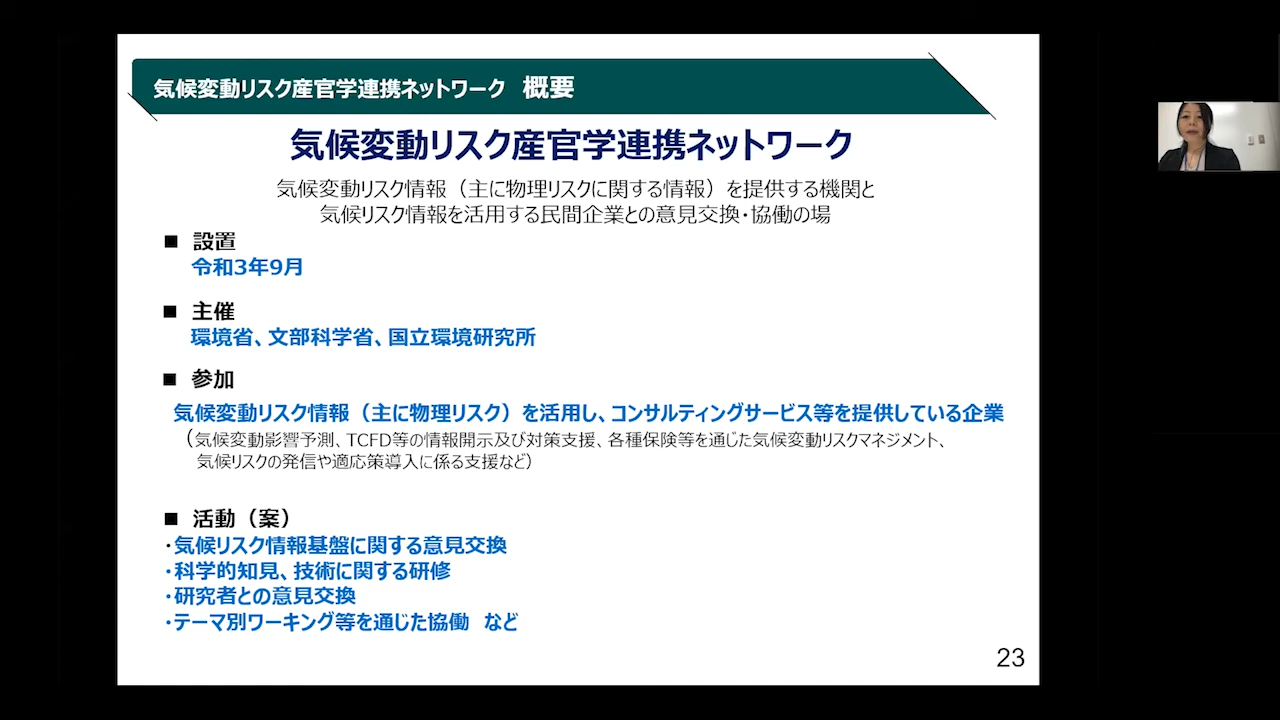 気候変動リスク産官学連携ネットワーク 概要
気候変動リスク産官学連携ネットワーク
気候変動リスク情報（主に物理リスクに関する情報）を提供する機関と
気候リスク情報を活用する民間企業との意見交換・協働の場
■ 設置
令和3年9月
■ 主催
環境省、文部科学省、国立環境研究所
■ 参加
気候変動リスク情報（主に物理リスク）を活用し、コンサルティングサービス等を提供している企業
（気候変動影響予測、TCFD等の情報開示及び対策支援、各種保険等を通じた気候変動リスクマネジメント、
気候リスクの発信や適応策導入に係る支援など）
■ 活動（案）
・気候リスク情報基盤に関する意見交換
・科学的知見、技術に関する研修
・研究者との意見交換
・テーマ別ワーキング等を通じた協働 など
23